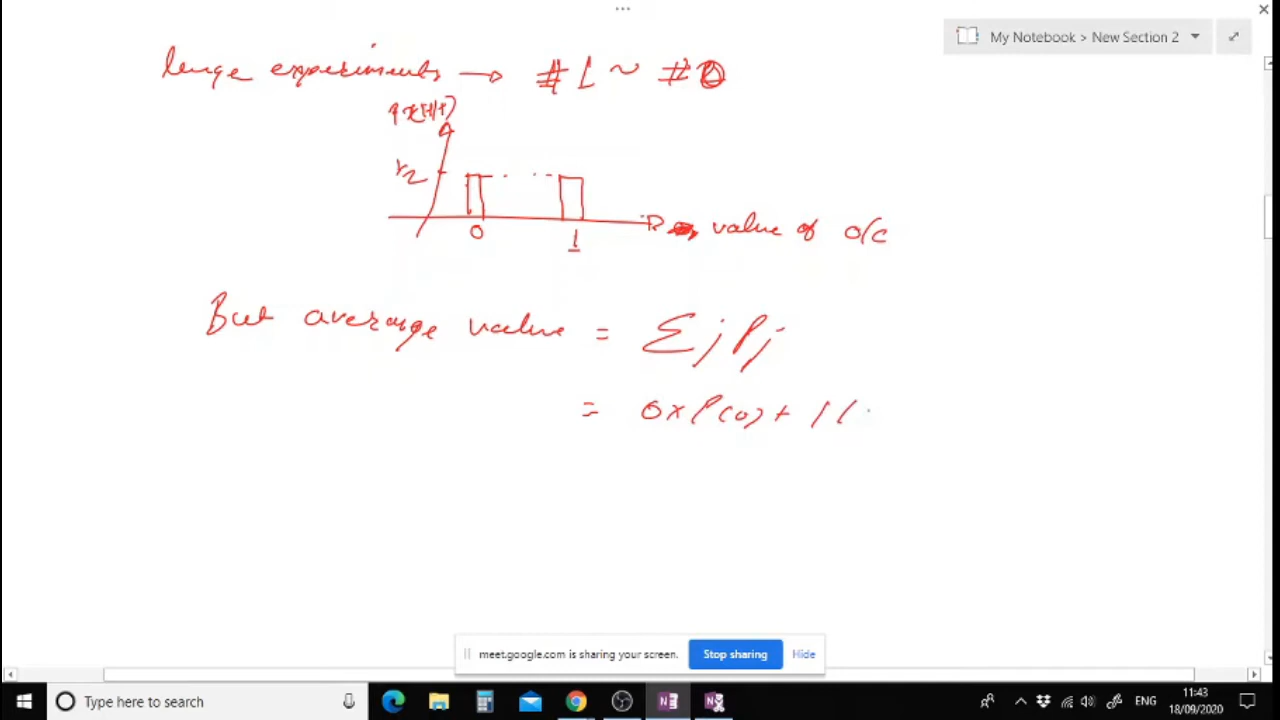 My Notebook > New Section 2
large experiments → # 1 ~ # 0
1/2
0 1
value of o/c
But average value = Σ j Pj
= 0x P(0) + 1 (
meet.google.com is sharing your screen. Stop sharing Hide
Type here to search
ENG
11:43
18/09/2020